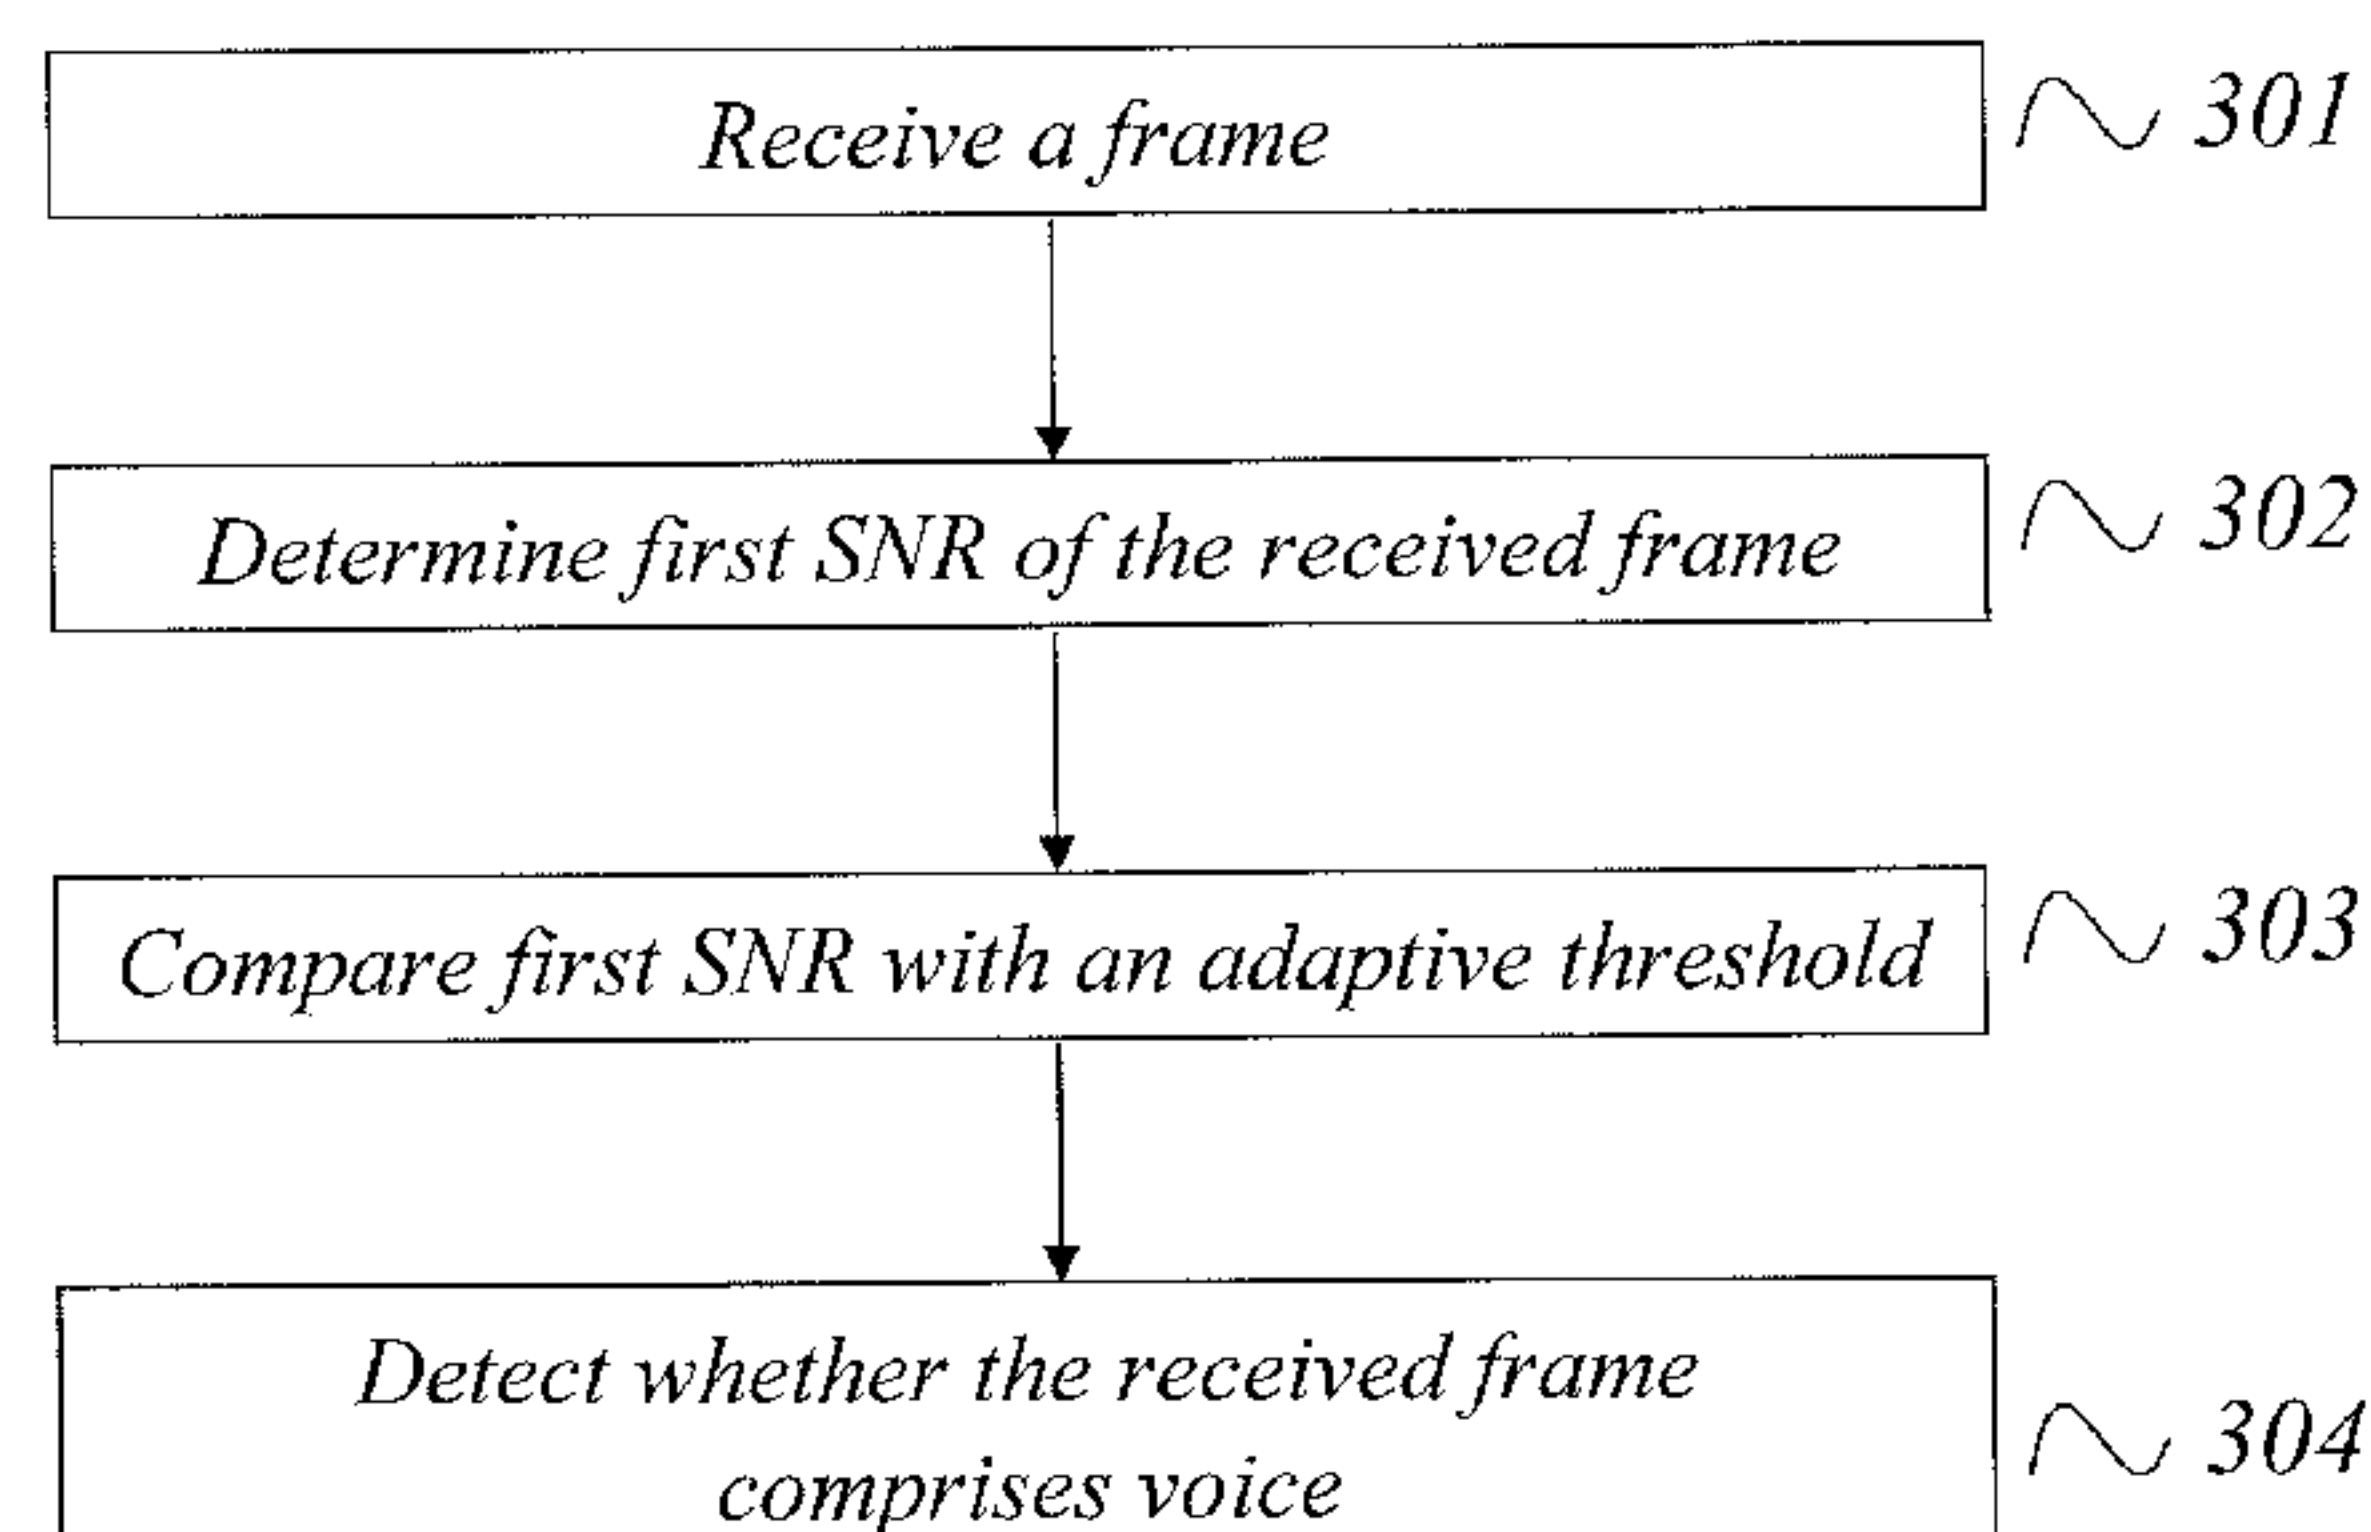 Receive a frame
301
Determine first SNR of the received frame
302
Compare first SNR with an adaptive threshold
303
Detect whether the received frame
comprises voice
304